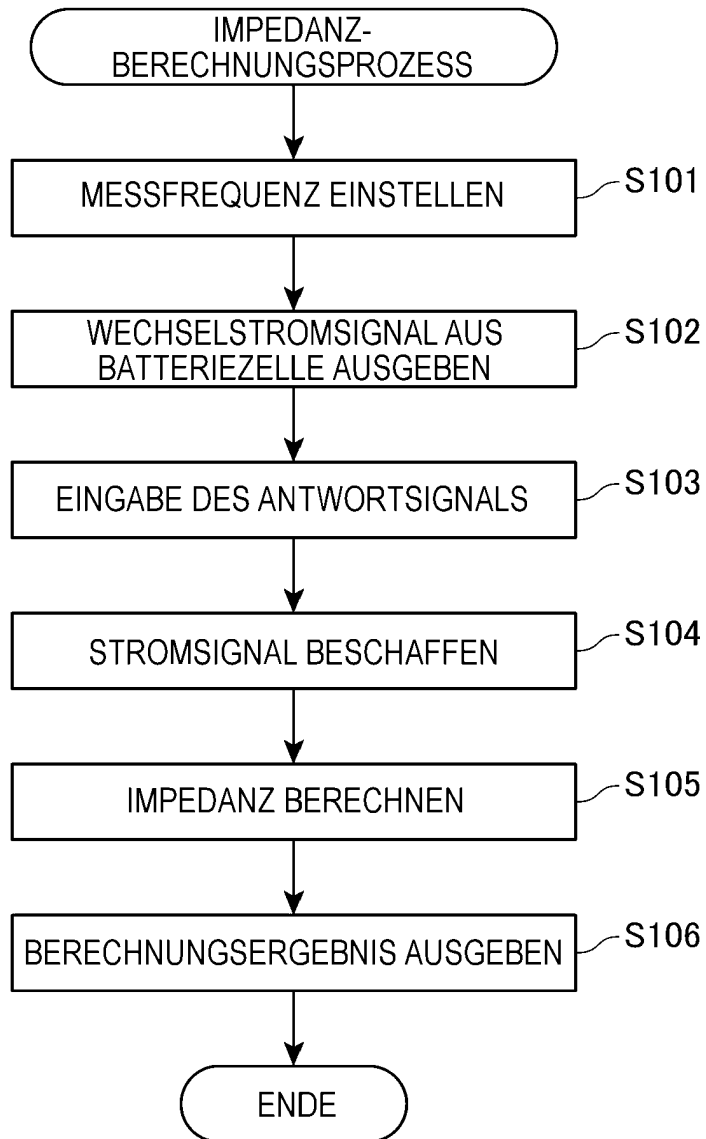 IMPEDANZ-
BERECHNUNGSPROZESS
MESSFREQUENZ EINSTELLEN
S101
WECHSELSTROMSIGNAL AUS
BATTERIEZELLE AUSGEBEN
S102
EINGABE DES ANTWORTSIGNALS
S103
STROMSIGNAL BESCHAFFEN
S104
IMPEDANZ BERECHNEN
S105
BERECHNUNGSERGEBNIS AUSGEBEN
S106
ENDE